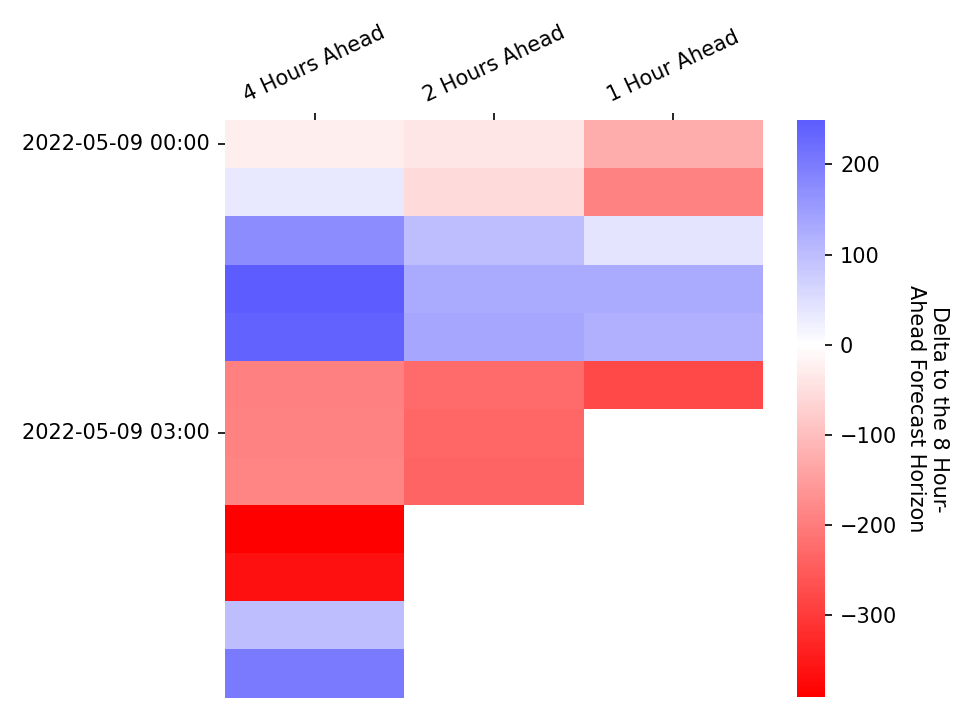 4 Hours Ahead
2 Hours Ahead
1 Hour Ahead
2022-05-09 00:00
2022-05-09 03:00
200
100
0
−100
−200
−300
Delta to the 8 Hour-
Ahead Forecast Horizon